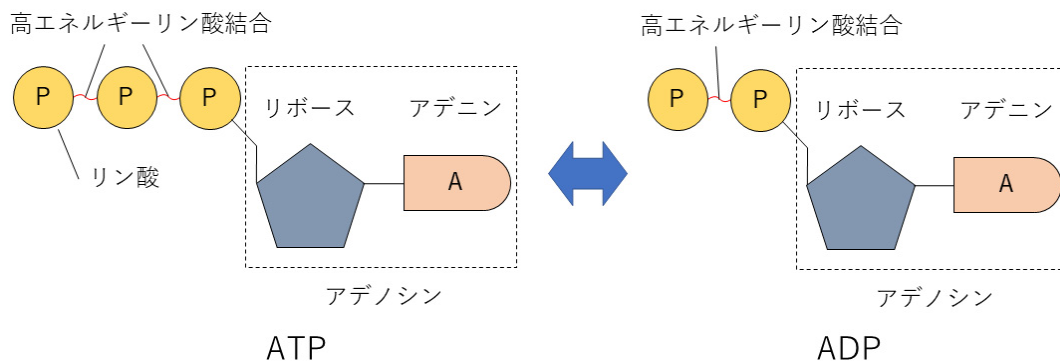 高エネルギーリン酸結合
P P P
リボース アデニン
A
リン酸
アデノシン
ATP
高エネルギーリン酸結合
P P
リボース アデニン
A
アデノシン
ADP